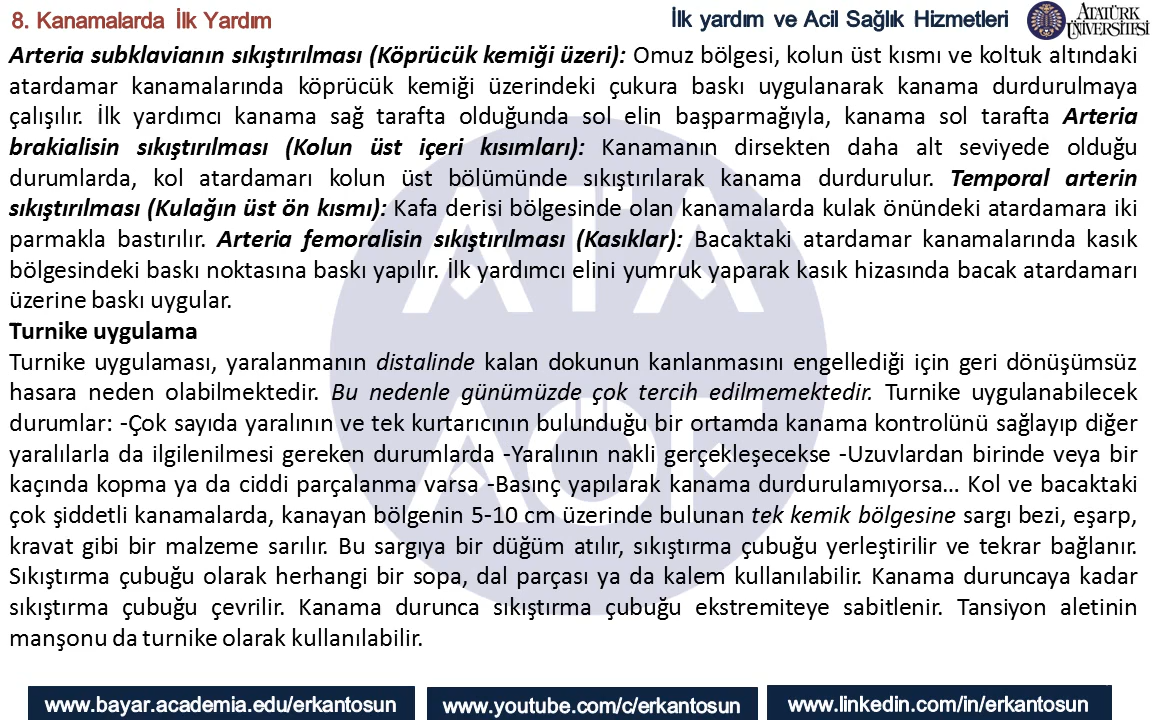 8. Kanamalarda İlk Yardım
İlk yardım ve Acil Sağlık Hizmetleri
ATATÜRK
ÜNİVERSİTESİ
Arteria subklavianın sıkıştırılması (Köprücük kemiği üzeri): Omuz bölgesi, kolun üst kısmı ve koltuk altındaki
atardamar kanamalarında köprücük kemiği üzerindeki çukura baskı uygulanarak kanama durdurulmaya
çalışılır. İlk yardımcı kanama sağ tarafta olduğunda sol elin başparmağıyla, kanama sol tarafta Arteria
brakialisin sıkıştırılması (Kolun üst içeri kısımları): Kanamanın dirsekten daha alt seviyede olduğu
durumlarda, kol atardamarı kolun üst bölümünde sıkıştırılarak kanama durdurulur. Temporal arterin
sıkıştırılması (Kulağın üst ön kısmı): Kafa derisi bölgesinde olan kanamalarda kulak önündeki atardamara iki
parmakla bastırılır. Arteria femoralisin sıkıştırılması (Kasıklar): Bacaktaki atardamar kanamalarında kasık
bölgesindeki baskı noktasına baskı yapılır. İlk yardımcı elini yumruk yaparak kasık hizasında bacak atardamarı
üzerine baskı uygular.
Turnike uygulama
Turnike uygulaması, yaralanmanın distalinde kalan dokunun kanlanmasını engellediği için geri dönüşümsüz
hasara neden olabilmektedir. Bu nedenle günümüzde çok tercih edilmemektedir. Turnike uygulanabilecek
durumlar: -Çok sayıda yaralının ve tek kurtarıcının bulunduğu bir ortamda kanama kontrolünü sağlayıp diğer
yaralılarla da ilgilenilmesi gereken durumlarda -Yaralının nakli gerçekleşecekse -Uzuvlardan birinde veya bir
kaçında kopma ya da ciddi parçalanma varsa -Basınç yapılarak kanama durdurulamıyorsa… Kol ve bacaktaki
çok şiddetli kanamalarda, kanayan bölgenin 5-10 cm üzerinde bulunan tek kemik bölgesine sargı bezi, eşarp,
kravat gibi bir malzeme sarılır. Bu sargıya bir düğüm atılır, sıkıştırma çubuğu yerleştirilir ve tekrar bağlanır.
Sıkıştırma çubuğu olarak herhangi bir sopa, dal parçası ya da kalem kullanılabilir. Kanama duruncaya kadar
sıkıştırma çubuğu çevrilir. Kanama durunca sıkıştırma çubuğu ekstremiteye sabitlenir. Tansiyon aletinin
manşonu da turnike olarak kullanılabilir.
ATA
AÖF
www.bayar.academia.edu/erkantosun
www.youtube.com/c/erkantosun
www.linkedin.com/in/erkantosun